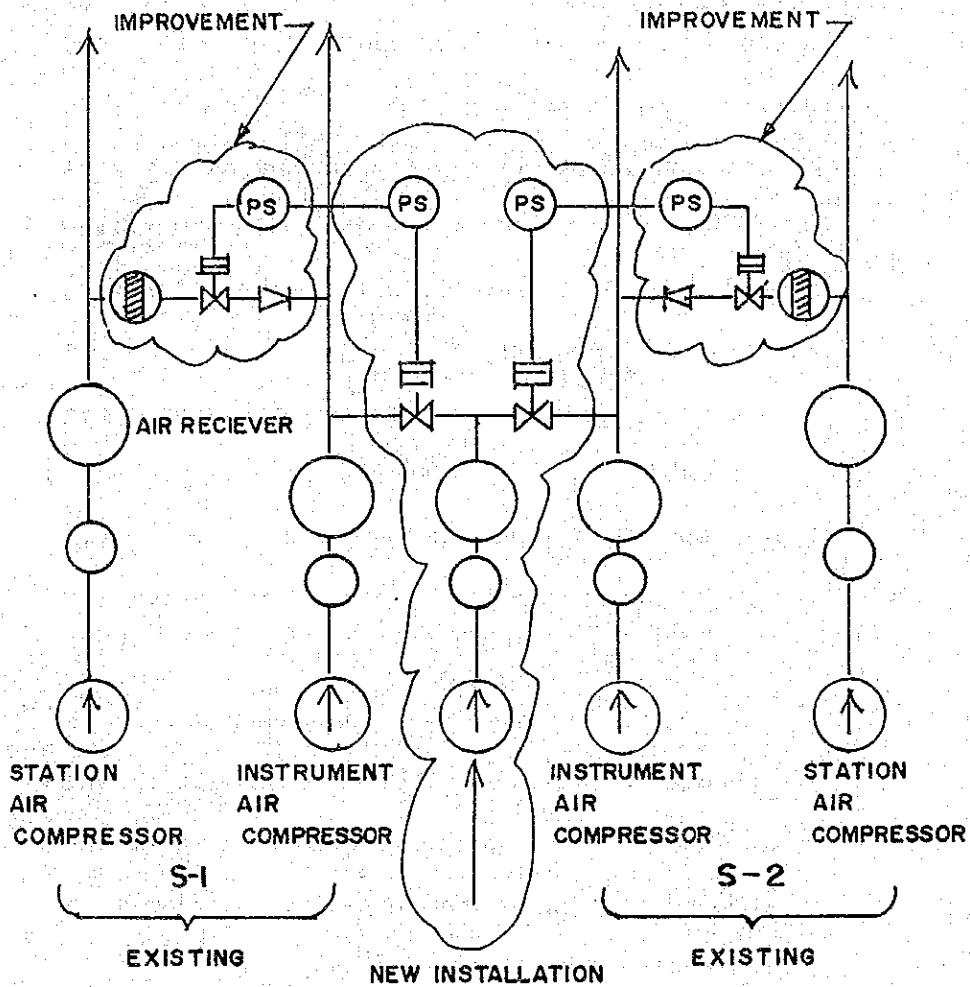 IMPROVEMENT
IMPROVEMENT
PS
PS
PS
PS
AIR RECIEVER
STATION
AIR
COMPRESSOR
INSTRUMENT
AIR
COMPRESSOR
INSTRUMENT
AIR
COMPRESSOR
STATION
AIR
COMPRESSOR
S-1
S-2
EXISTING
NEW INSTALLATION
EXISTING